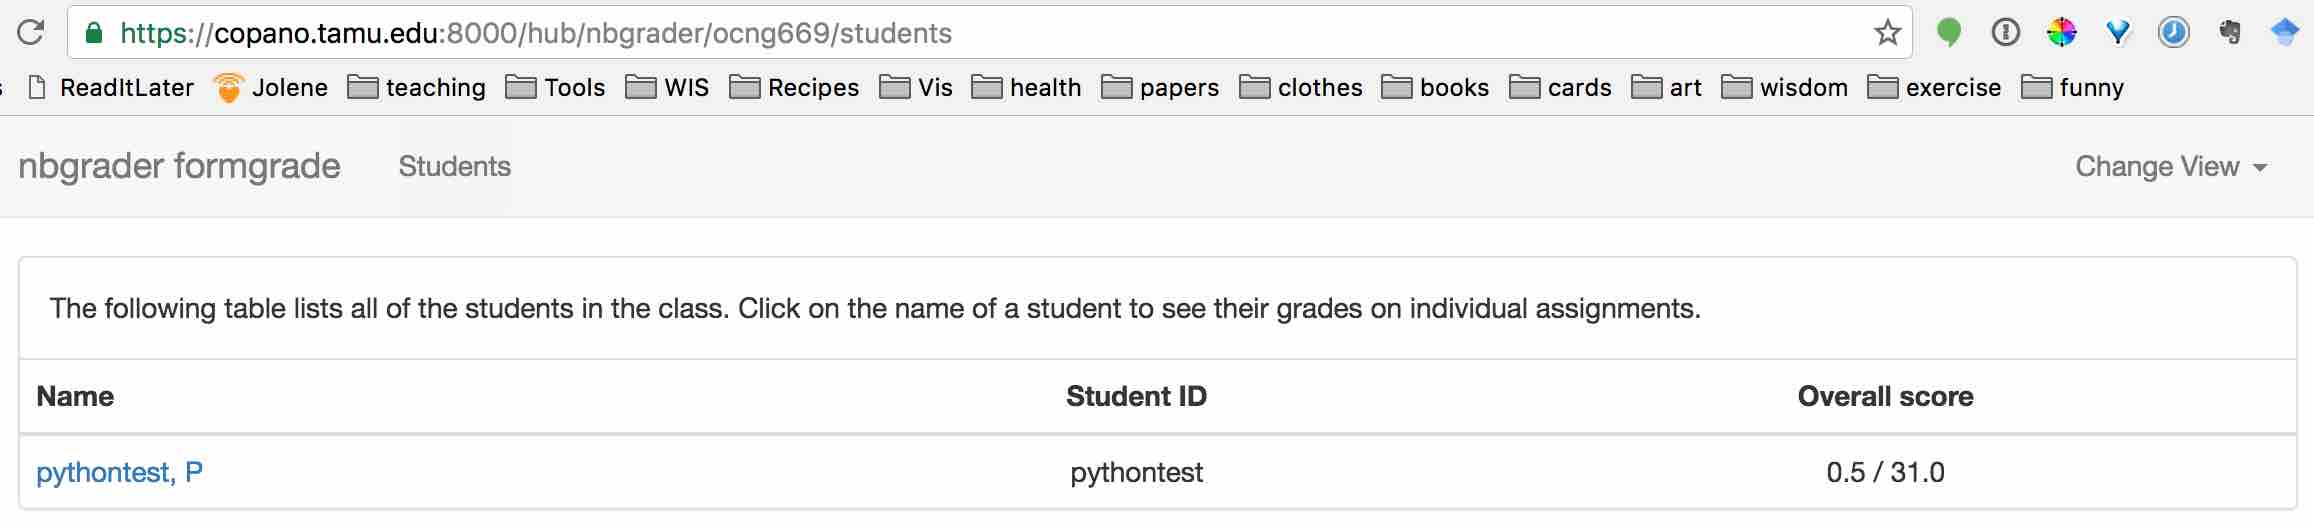 https://copano.tamu.edu:8000/hub/nbgrader/ocng669/students
s ReadItLater Jolene teaching Tools WIS Recipes Vis health papers clothes books cards art wisdom exercise funny
nbgrader formgrade Students Change View
The following table lists all of the students in the class. Click on the name of a student to see their grades on individual assignments.
Name Student ID Overall score
pythontest, P pythontest 0.5 / 31.0